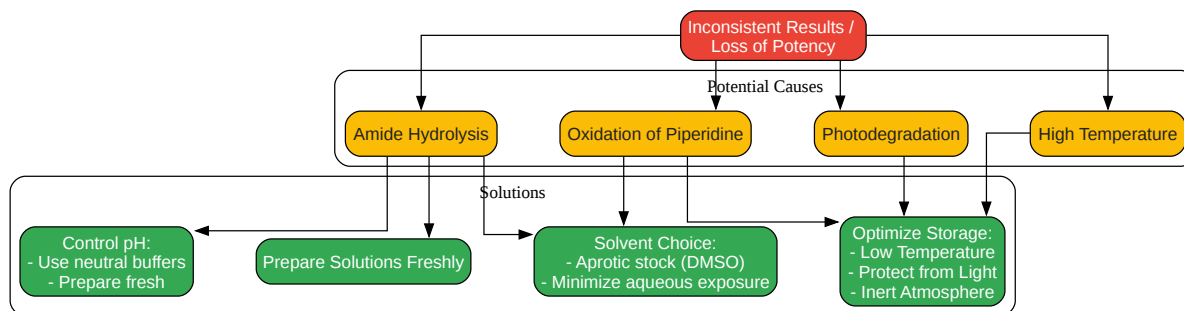 Inconsistent Results /
Loss of Potency
Potential Causes
Amide Hydrolysis
Oxidation of Piperidine
Photodegradation
High Temperature
Solutions
Control pH:
- Use neutral buffers
- Prepare fresh
Prepare Solutions Freshly
Solvent Choice:
- Aprotic stock (DMSO)
- Minimize aqueous exposure
Optimize Storage:
- Low Temperature
- Protect from Light
- Inert Atmosphere